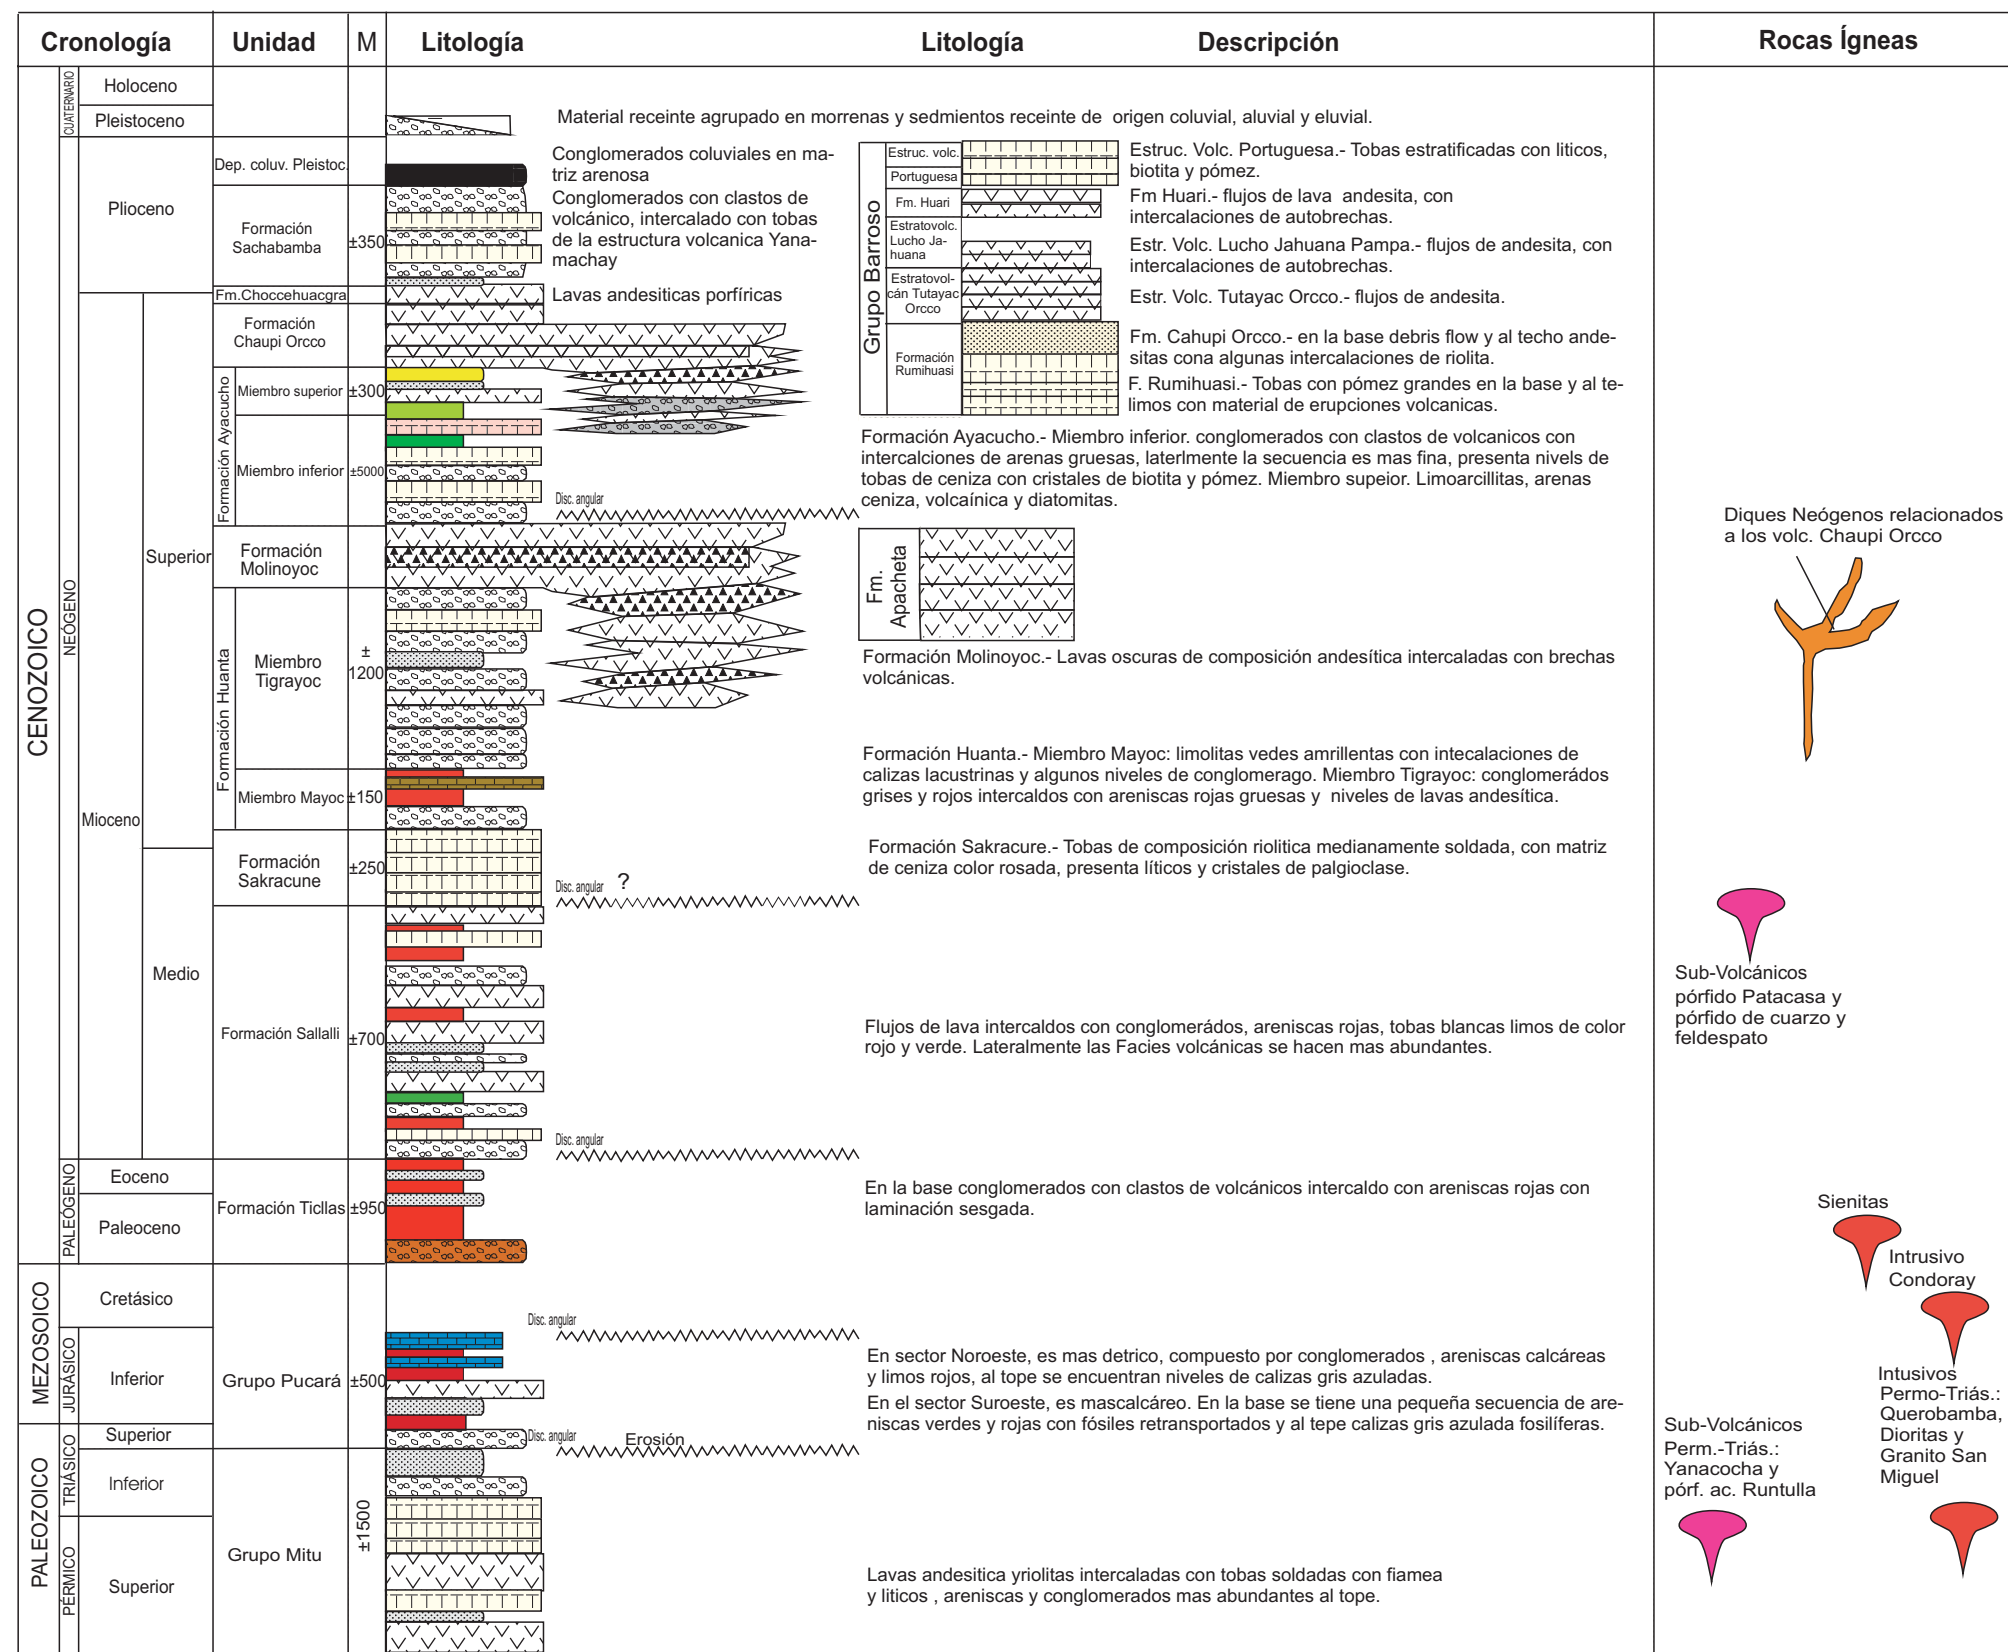 Cronología
Unidad
M
Litología
Litología
Descripción
Rocas Ígneas
CENOZOICO
MEZOSOICO
PALEOZOICO
CUATERNARIO
NEÓGENO
PALEÓGENO
JURÁSICO
TRIÁSICO
PÉRMICO
Holoceno
Pleistoceno
Plioceno
Mioceno
Superior
Medio
Eoceno
Paleoceno
Cretásico
Inferior
Superior
Inferior
Superior
Dep. coluv. Pleistoc.
Formación
Sachabamba
±350
Fm.Choccehuacgra
Formación
Chaupi Orcco
Formación Ayacucho
Miembro superior
±300
Miembro inferior
±5000
Formación
Molinoyoc
Formación Huanta
Miembro
Tigrayoc
±
1200
Miembro Mayoc
±150
Formación
Sakracune
±250
Formación Sallalli
±700
Formación Ticllas
±950
Grupo Pucará
±500
Grupo Mitu
±1500
Material receinte agrupado en morrenas y sedmientos receinte de origen coluvial, aluvial y eluvial.
Conglomerados coluviales en ma-
triz arenosa
Conglomerados con clastos de
volcánico, intercalado con tobas
de la estructura volcanica Yana-
machay
Lavas andesiticas porfíricas
Disc. angular
Disc. angular
?
Disc. angular
Disc. angular
Disc. angular
Erosión
Grupo Barroso
Estruc. volc.
Portuguesa
Fm. Huari
Estratovolc.
Lucho Ja-
huana
Estratovol-
cán Tutayac
Orcco
Formación
Rumihuasi
Estruc. Volc. Portuguesa.- Tobas estratificadas con liticos,
biotita y pómez.
Fm Huari.- flujos de lava andesita, con
intercalaciones de autobrechas.
Estr. Volc. Lucho Jahuana Pampa.- flujos de andesita, con
intercalaciones de autobrechas.
Estr. Volc. Tutayac Orcco.- flujos de andesita.
Fm. Cahupi Orcco.- en la base debris flow y al techo ande-
sitas cona algunas intercalaciones de riolita.
F. Rumihuasi.- Tobas con pómez grandes en la base y al te-
limos con material de erupciones volcanicas.
Formación Ayacucho.- Miembro inferior. conglomerados con clastos de volcanicos con
intercalciones de arenas gruesas, laterlmente la secuencia es mas fina, presenta nivels de
tobas de ceniza con cristales de biotita y pómez. Miembro supeior. Limoarcillitas, arenas
ceniza, volcaínica y diatomitas.
Fm.
Apacheta
Formación Molinoyoc.- Lavas oscuras de composición andesítica intercaladas con brechas
volcánicas.
Formación Huanta.- Miembro Mayoc: limolitas vedes amrillentas con intecalaciones de
calizas lacustrinas y algunos niveles de conglomerago. Miembro Tigrayoc: conglomerádos
grises y rojos intercaldos con areniscas rojas gruesas y niveles de lavas andesítica.
Formación Sakracure.- Tobas de composición riolitica medianamente soldada, con matriz
de ceniza color rosada, presenta líticos y cristales de palgioclase.
Flujos de lava intercaldos con conglomerádos, areniscas rojas, tobas blancas limos de color
rojo y verde. Lateralmente las Facies volcánicas se hacen mas abundantes.
En la base conglomerados con clastos de volcánicos intercaldo con areniscas rojas con
laminación sesgada.
En sector Noroeste, es mas detrico, compuesto por conglomerados , areniscas calcáreas
y limos rojos, al tope se encuentran niveles de calizas gris azuladas.
En el sector Suroeste, es mascalcáreo. En la base se tiene una pequeña secuencia de are-
niscas verdes y rojas con fósiles retransportados y al tepe calizas gris azulada fosilíferas.
Lavas andesitica yriolitas intercaladas con tobas soldadas con fiamea
y liticos , areniscas y conglomerados mas abundantes al tope.
Diques Neógenos relacionados
a los volc. Chaupi Orcco
Sub-Volcánicos
pórfido Patacasa y
pórfido de cuarzo y
feldespato
Sienitas
Intrusivo
Condoray
Intusivos
Permo-Triás.:
Querobamba,
Dioritas y
Granito San
Miguel
Sub-Volcánicos
Perm.-Triás.:
Yanacocha y
pórf. ac. Runtulla